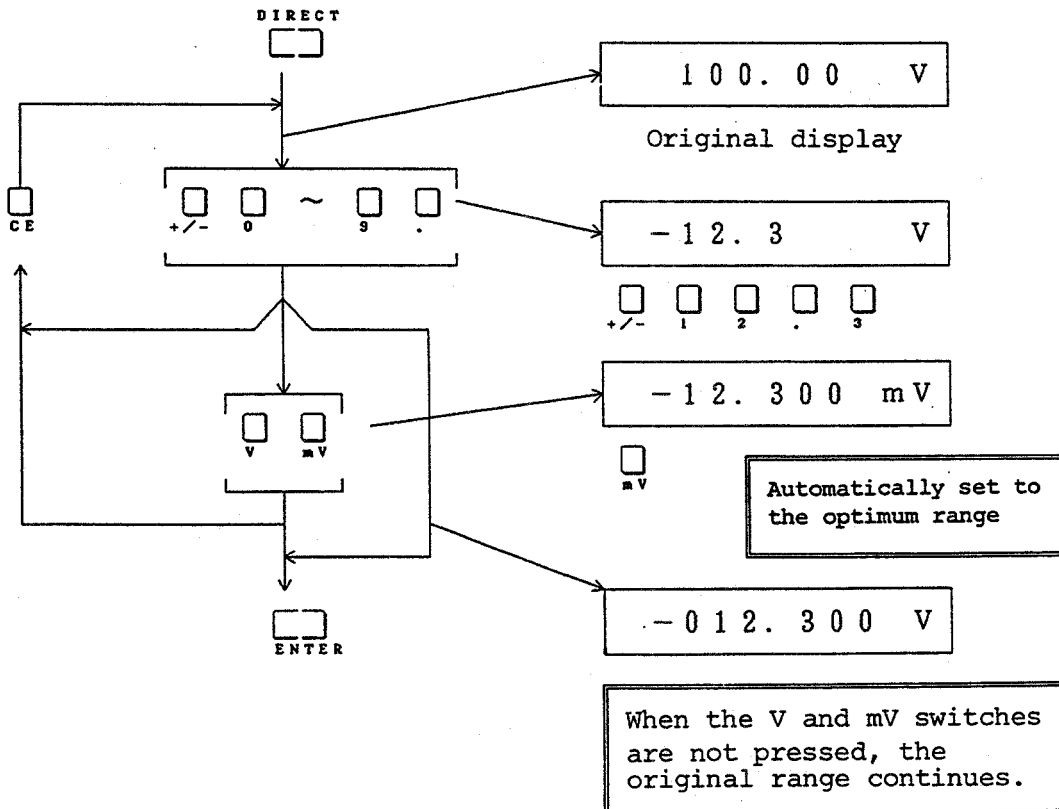 DIRECT
100.00 V
Original display
CE
+/- 0 ~ 9 .
-12.3 V
+/- 1 2 . 3
V mV
-12.300 mV
mV
Automatically set to
the optimum range
ENTER
-012.300 V
When the V and mV switches
are not pressed, the
original range continues.